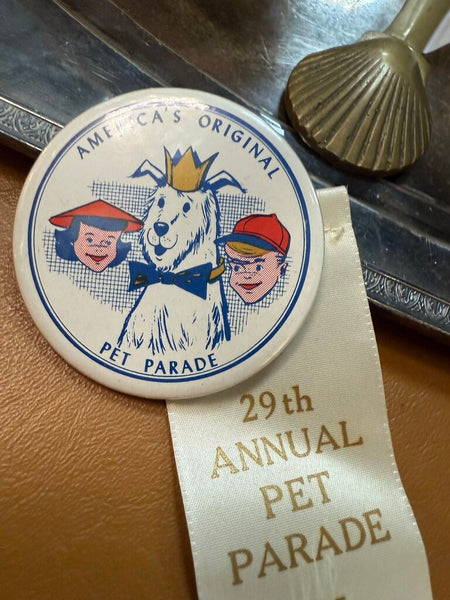 AMERICA'S ORIGINAL
PET PARADE
29th
ANNUAL
PET
PARADE